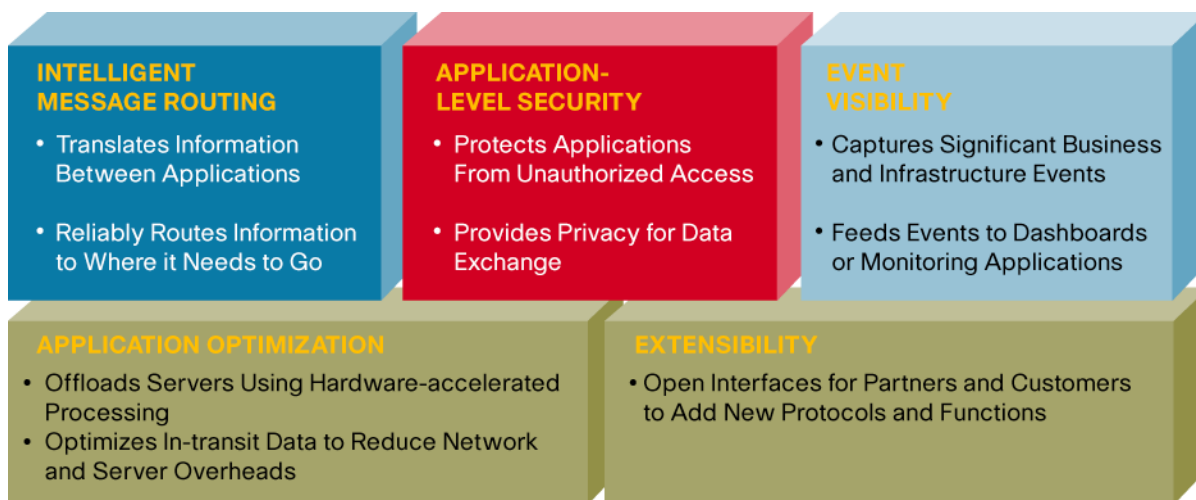 INTELLIGENT
MESSAGE ROUTING
• Translates Information
Between Applications
• Reliably Routes Information
to Where it Needs to Go
APPLICATION-
LEVEL SECURITY
• Protects Applications
From Unauthorized Access
• Provides Privacy for Data
Exchange
EVENT
VISIBILITY
• Captures Significant Business
and Infrastructure Events
• Feeds Events to Dashboards
or Monitoring Applications
APPLICATION OPTIMIZATION
• Offloads Servers Using Hardware-accelerated
Processing
• Optimizes In-transit Data to Reduce Network
and Server Overheads
EXTENSIBILITY
• Open Interfaces for Partners and Customers
to Add New Protocols and Functions